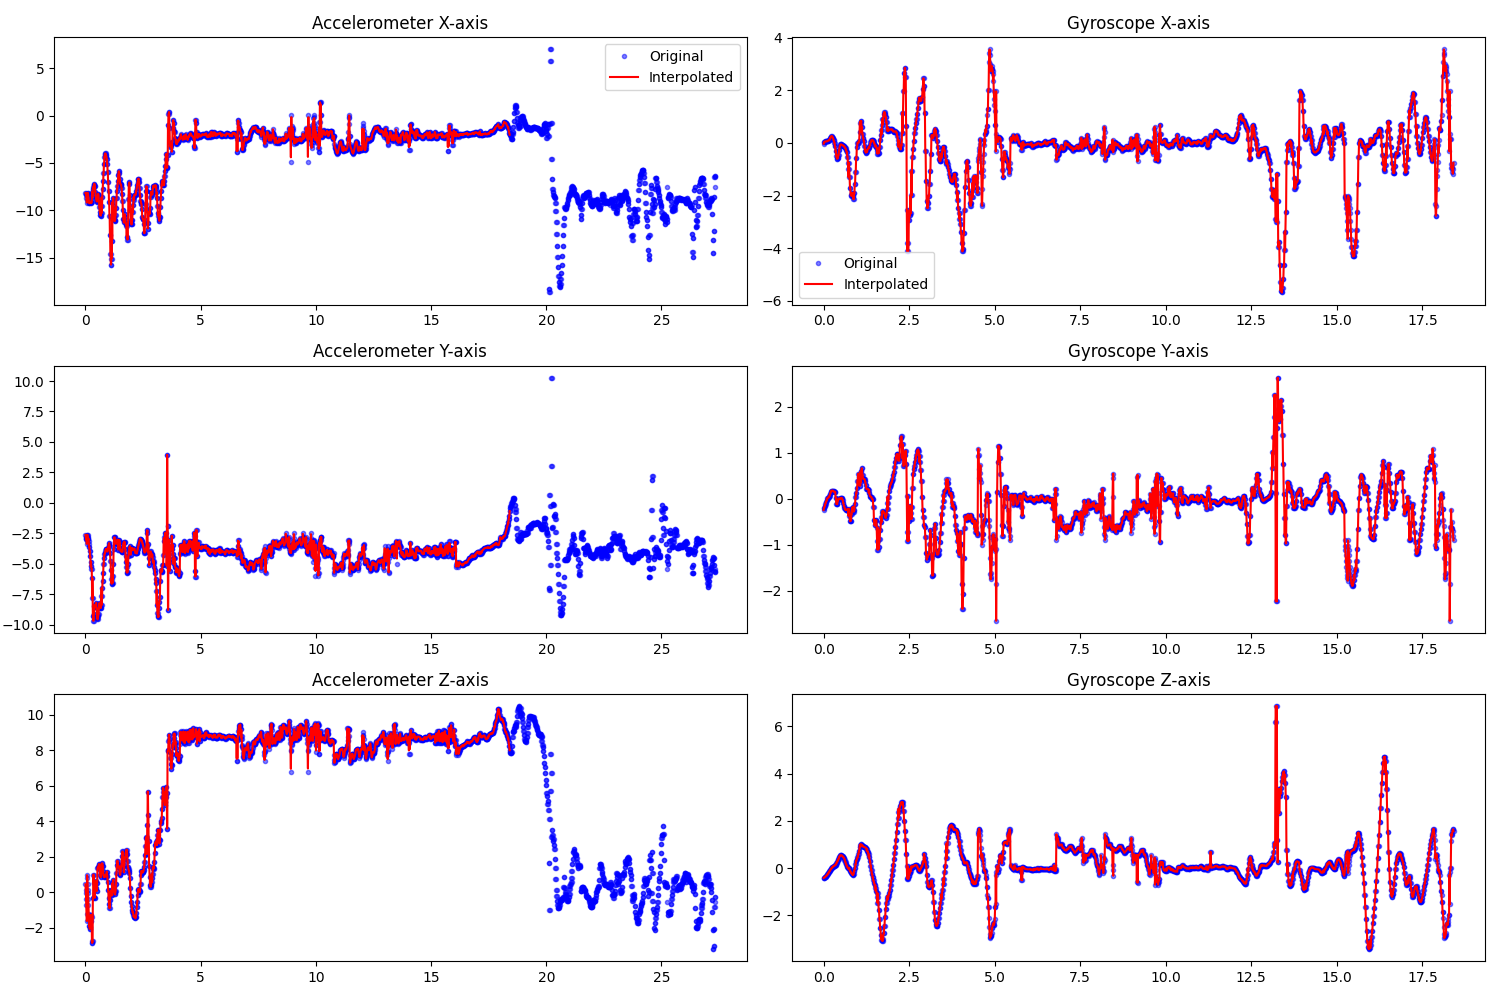 Accelerometer X-axis
5
0
−5
−10
−15
Original
Interpolated
0 5 10 15 20 25
Gyroscope X-axis
4
2
0
−2
−4
−6
Original
Interpolated
0.0 2.5 5.0 7.5 10.0 12.5 15.0 17.5
Accelerometer Y-axis
10.0
7.5
5.0
2.5
0.0
−2.5
−5.0
−7.5
−10.0
0 5 10 15 20 25
Gyroscope Y-axis
2
1
0
−1
−2
0.0 2.5 5.0 7.5 10.0 12.5 15.0 17.5
Accelerometer Z-axis
10
8
6
4
2
0
−2
0 5 10 15 20 25
Gyroscope Z-axis
6
4
2
0
−2
0.0 2.5 5.0 7.5 10.0 12.5 15.0 17.5